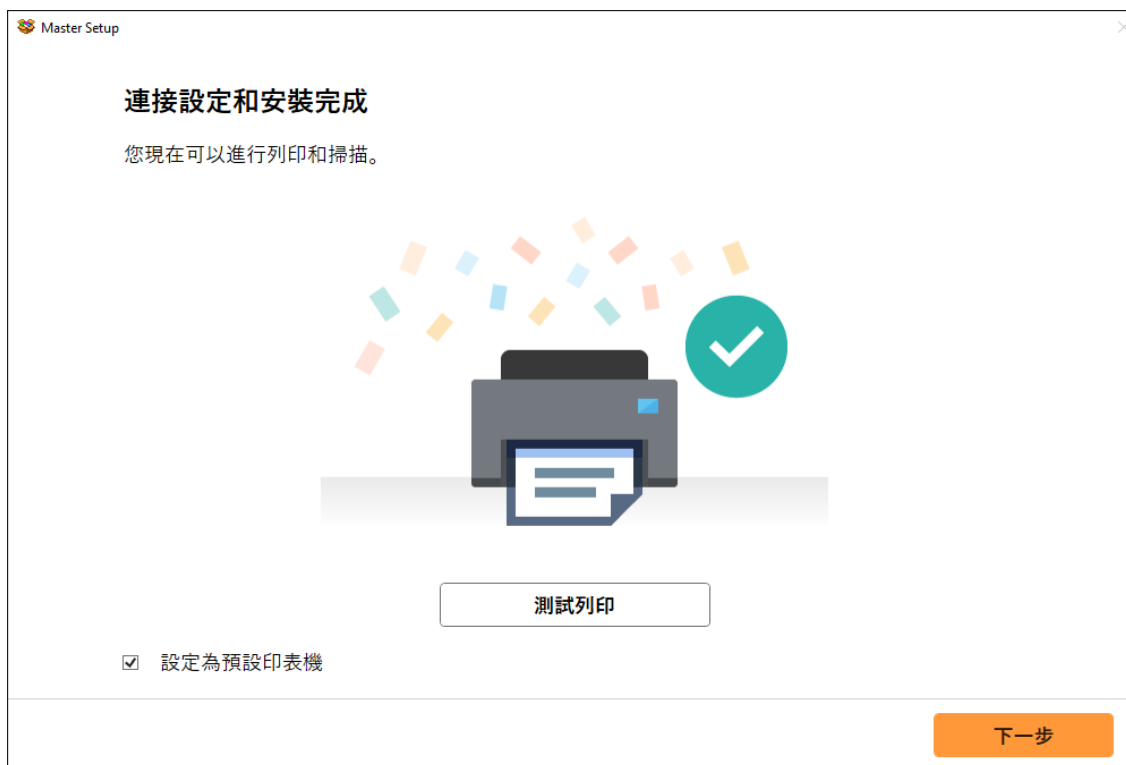 Master Setup
連接設定和安裝完成
您現在可以進行列印和掃描。
測試列印
設定為預設印表機
下一步